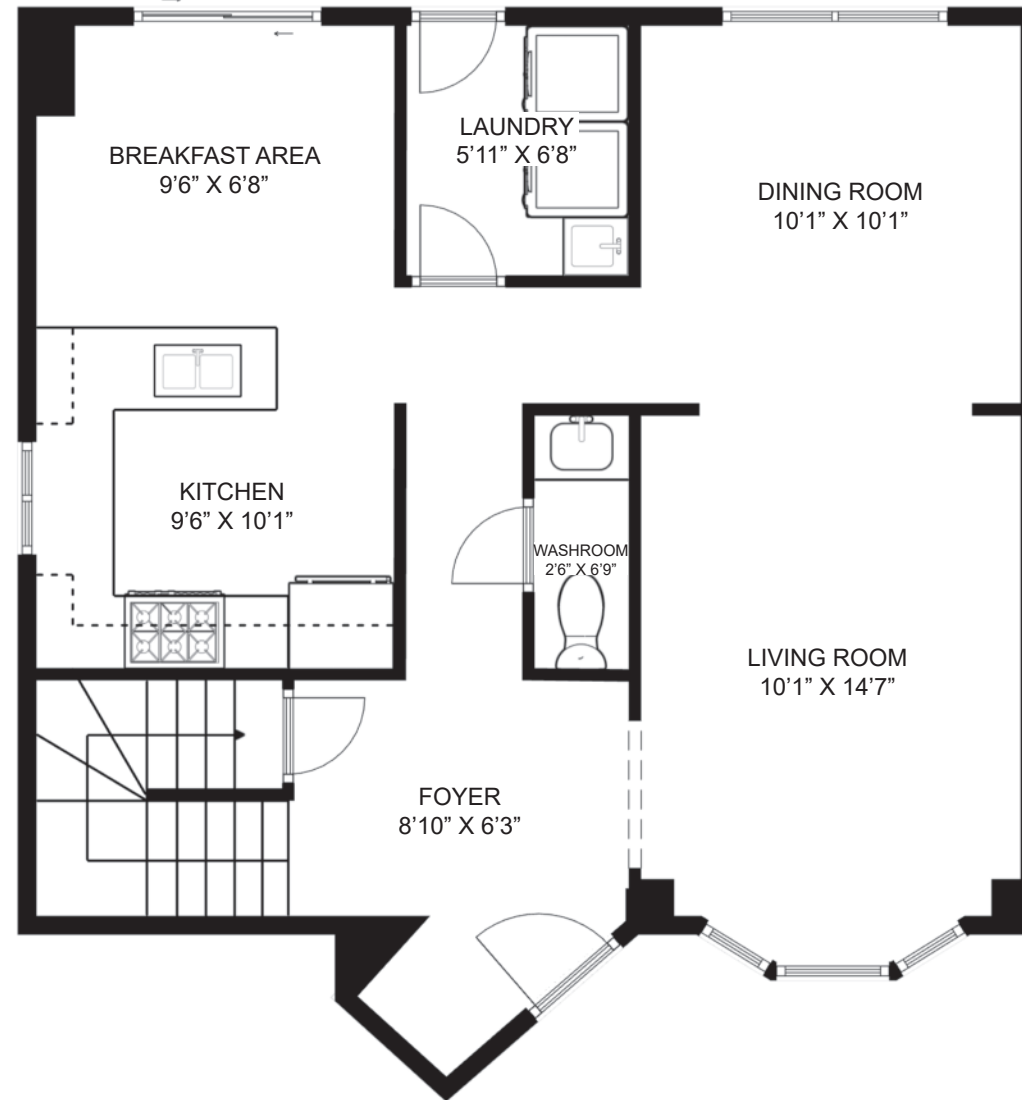 BREAKFAST AREA
9’6” X 6’8”
LAUNDRY
5’11” X 6’8”
DINING ROOM
10’1” X 10’1”
KITCHEN
9’6” X 10’1”
WASHROOM
2’6” X 6’9”
LIVING ROOM
10’1” X 14’7”
FOYER
8’10” X 6’3”